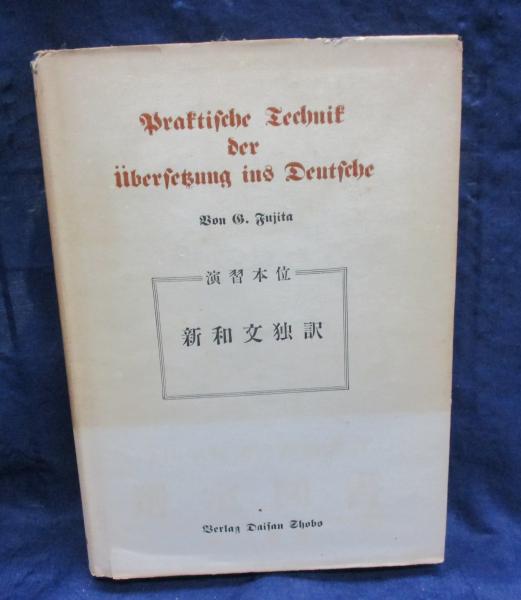 Praktische Technik
der
Übersetzung ins Deutsche
Von G. Fujita
演習本位
新和文独訳
Verlag Daisan Shobo